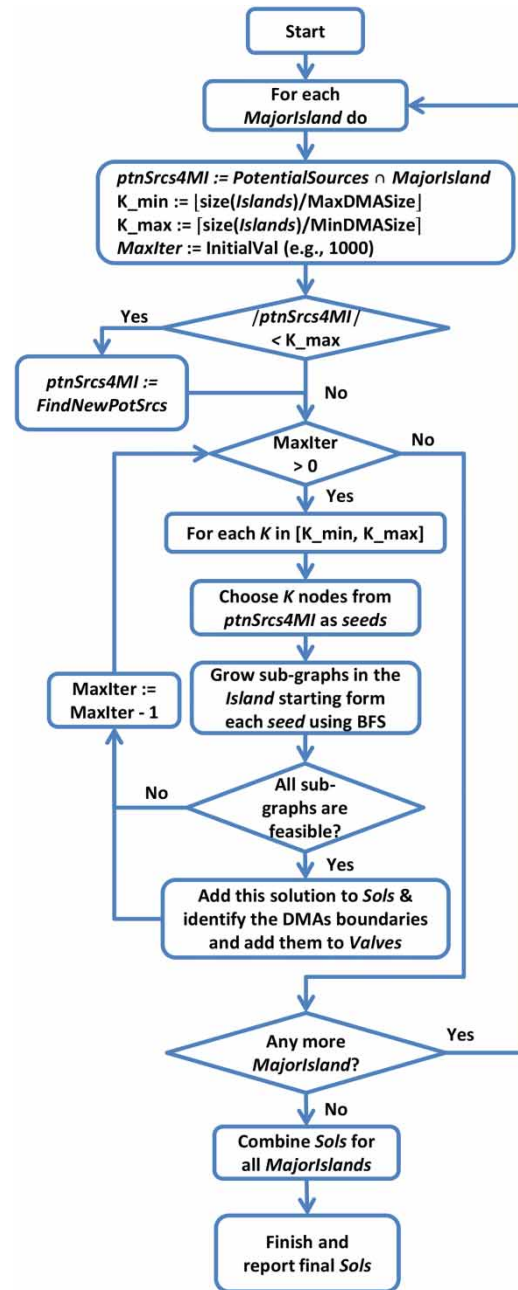 Start
For each
MajorIsland do
ptnSrcs4MI := PotentialSources ∩ MajorIsland
K_min := ⌊size(Islands)/MaxDMASize⌋
K_max := ⌈size(Islands)/MinDMASize⌉
MaxIter := InitialVal (e.g., 1000)
Yes
|ptnSrcs4MI|
< K_max
ptnSrcs4MI :=
FindNewPotSrcs
No
MaxIter
> 0
No
Yes
For each K in [K_min, K_max]
Choose K nodes from
ptnSrcs4MI as seeds
Grow sub-graphs in the
Island starting form
each seed using BFS
MaxIter :=
MaxIter - 1
No
All sub-
graphs are
feasible?
Yes
Add this solution to Sols &
identify the DMAs boundaries
and add them to Valves
Any more
MajorIsland?
Yes
No
Combine Sols for
all MajorIslands
Finish and
report final Sols